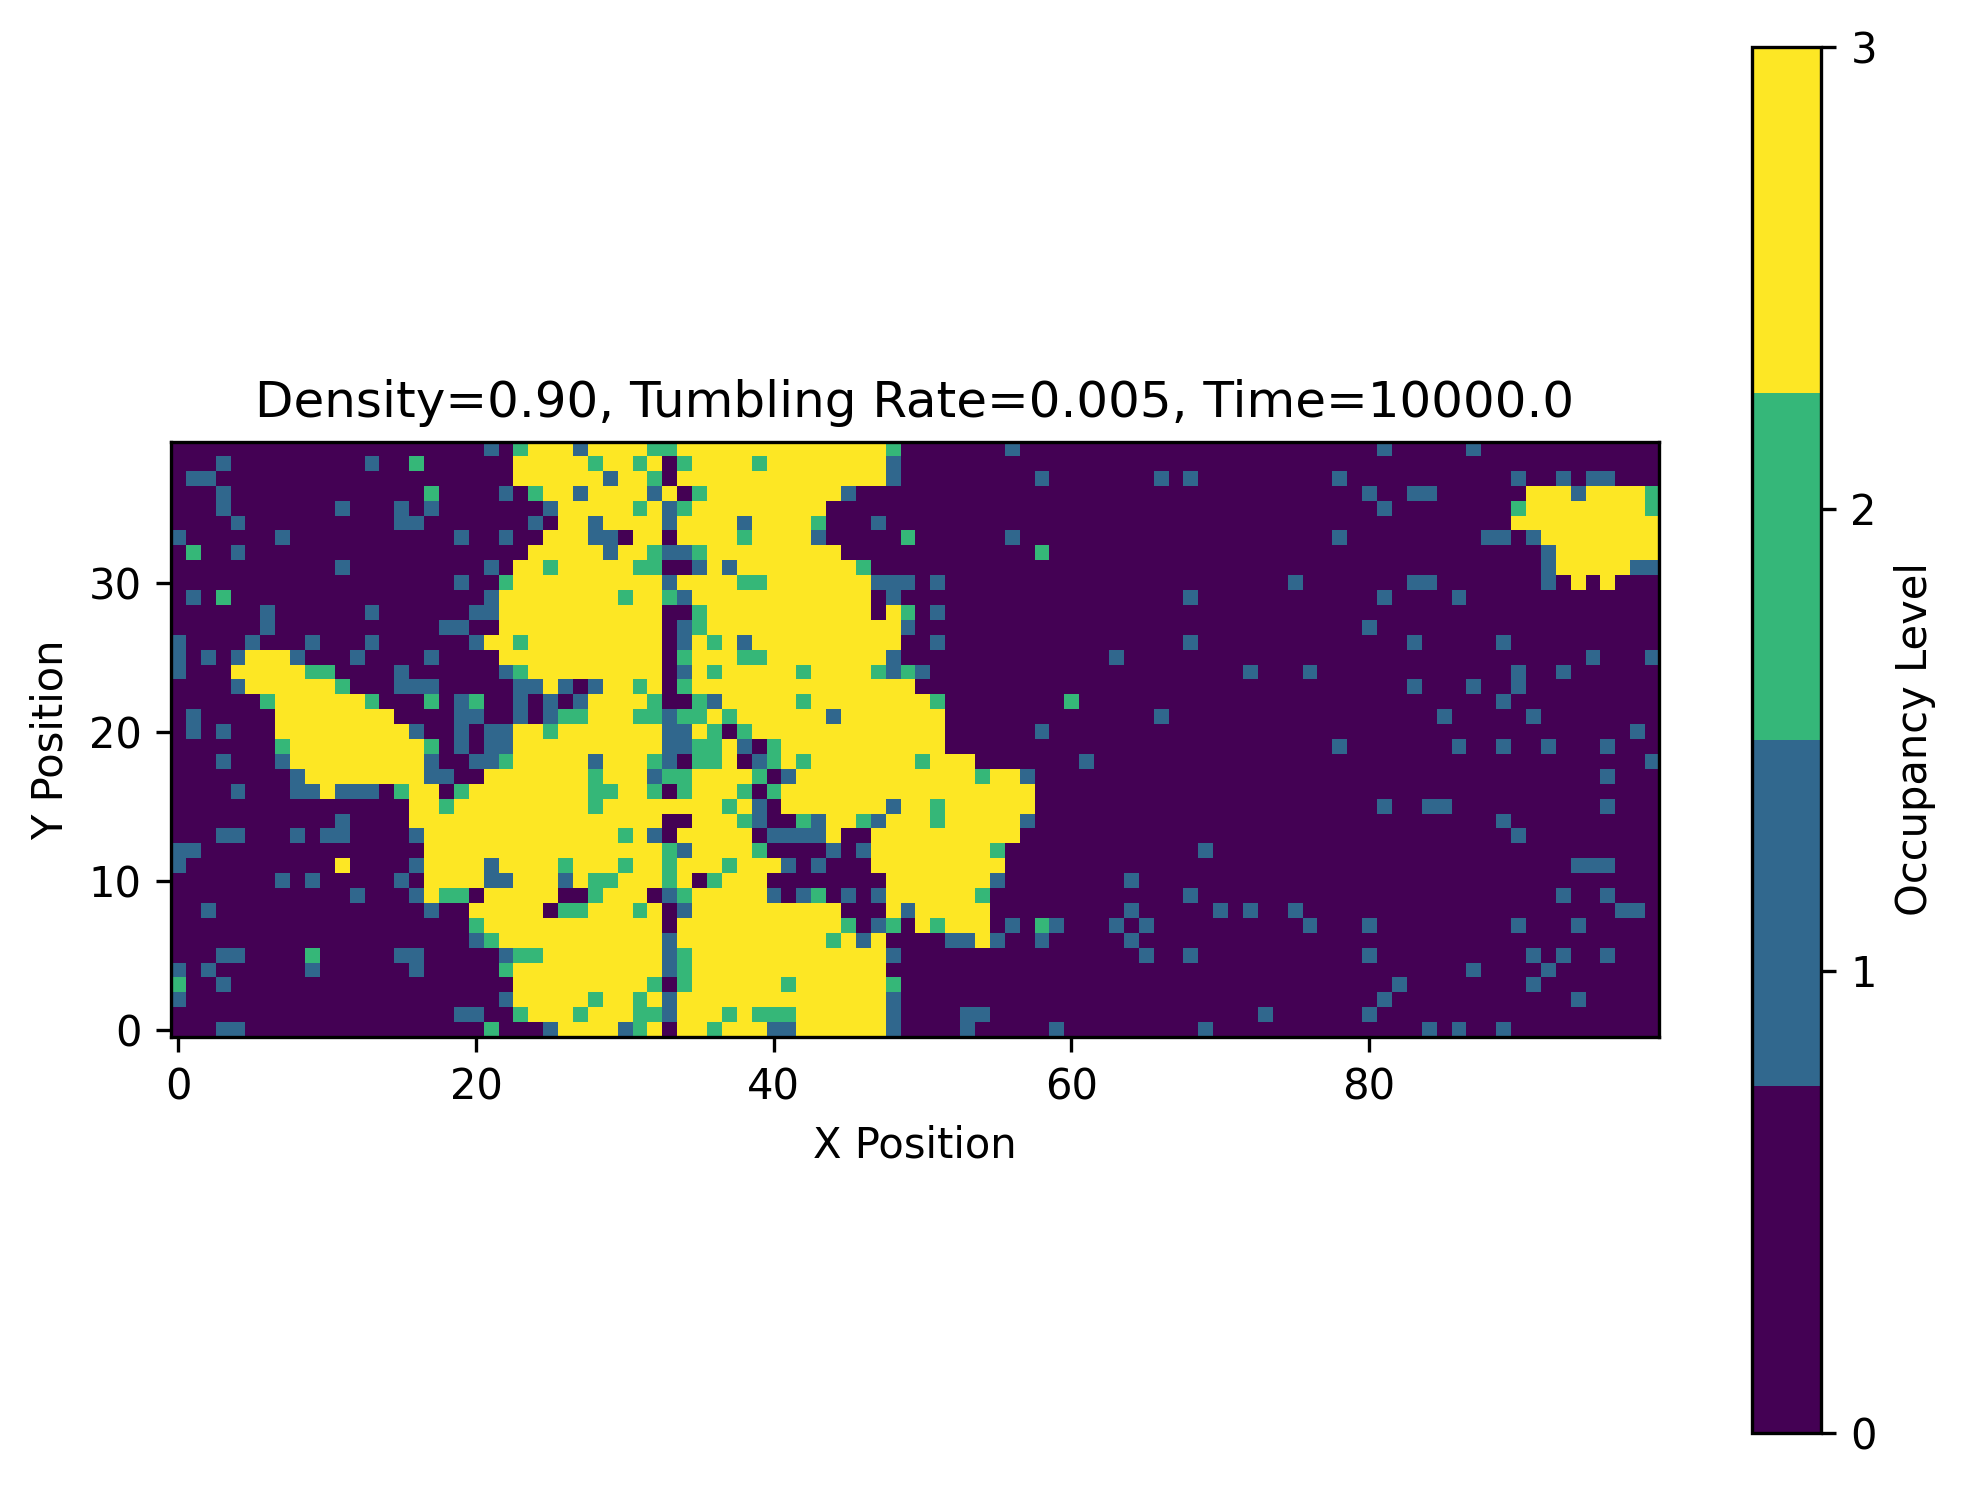 Density=0.90, Tumbling Rate=0.005, Time=10000.0
Y Position
30
20
10
0
0 20 40 60 80
X Position
3
2
1
0
Occupancy Level